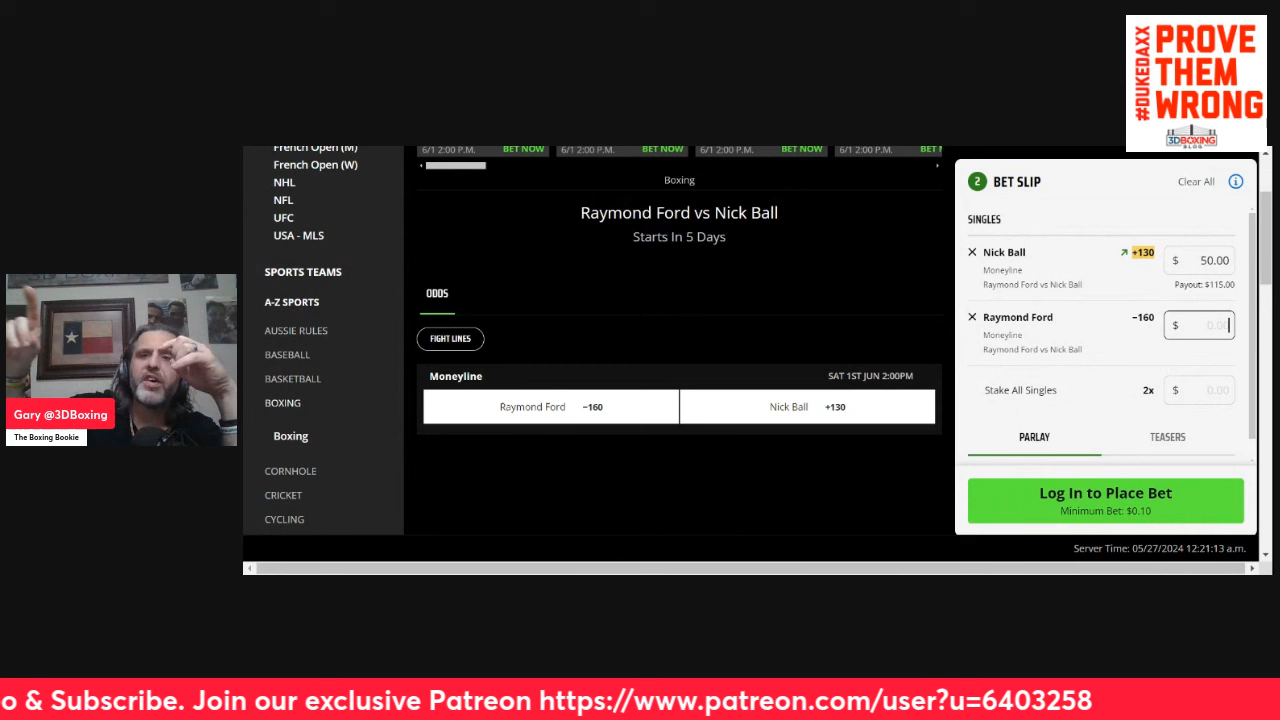 #DUKEDAXX
PROVE
THEM
WRONG
3DBOXING
BLOG
French Open (M)
French Open (W)
NHL
NFL
UFC
USA - MLS
SPORTS TEAMS
A-Z SPORTS
AUSSIE RULES
BASEBALL
BASKETBALL
BOXING
Boxing
CORNHOLE
CRICKET
CYCLING
6/1 2:00 P.M. BET NOW
6/1 2:00 P.M. BET NOW
6/1 2:00 P.M. BET NOW
6/1 2:00 P.M. BET N
Boxing
Raymond Ford vs Nick Ball
Starts In 5 Days
ODDS
FIGHT LINES
Moneyline SAT 1ST JUN 2:00PM
Raymond Ford −160 Nick Ball +130
2 BET SLIP Clear All i
SINGLES
Nick Ball +130 $ 50.00
Moneyline
Raymond Ford vs Nick Ball Payout: $115.00
Raymond Ford −160 $ 0.00
Moneyline
Raymond Ford vs Nick Ball
Stake All Singles 2x $ 0.00
PARLAY TEASERS
Log In to Place Bet
Minimum Bet: $0.10
Server Time: 05/27/2024 12:21:13 a.m.
Gary @3DBoxing
The Boxing Bookie
o & Subscribe. Join our exclusive Patreon https://www.patreon.com/user?u=6403258